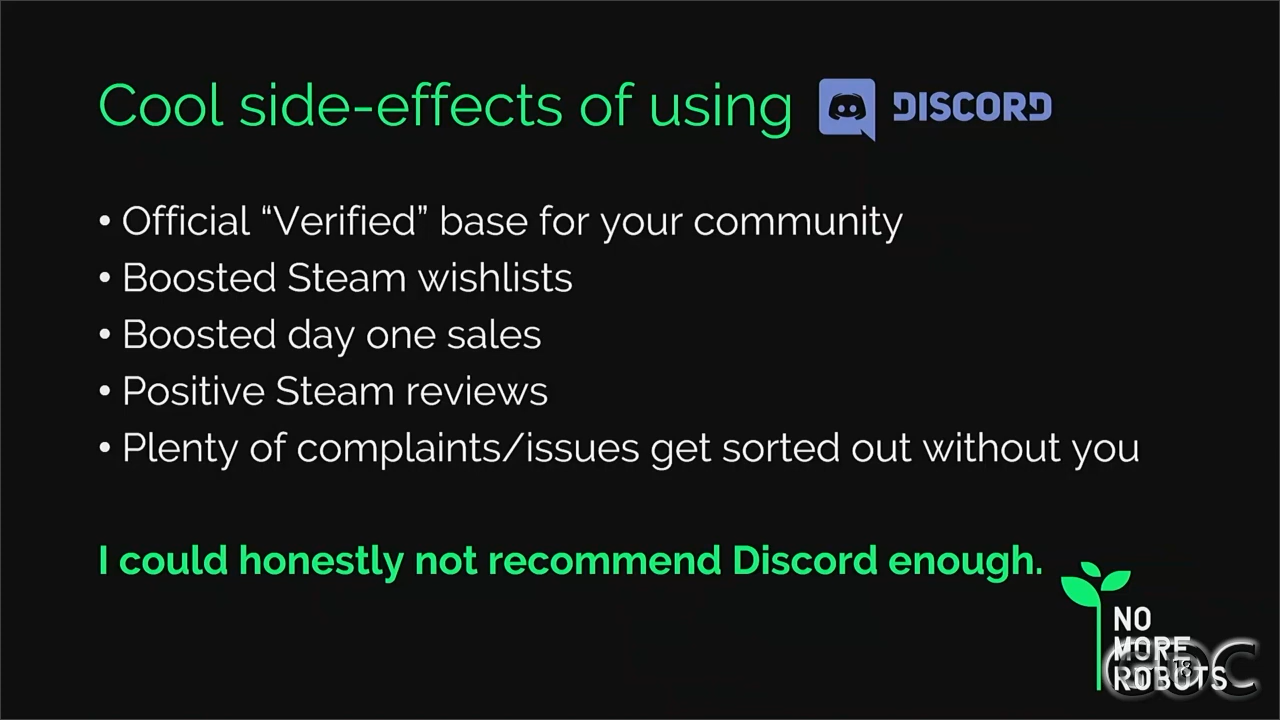 Cool side-effects of using DISCORD
• Official “Verified” base for your community
• Boosted Steam wishlists
• Boosted day one sales
• Positive Steam reviews
• Plenty of complaints/issues get sorted out without you
I could honestly not recommend Discord enough.
NO
MORE
ROBOTS
GDC
18